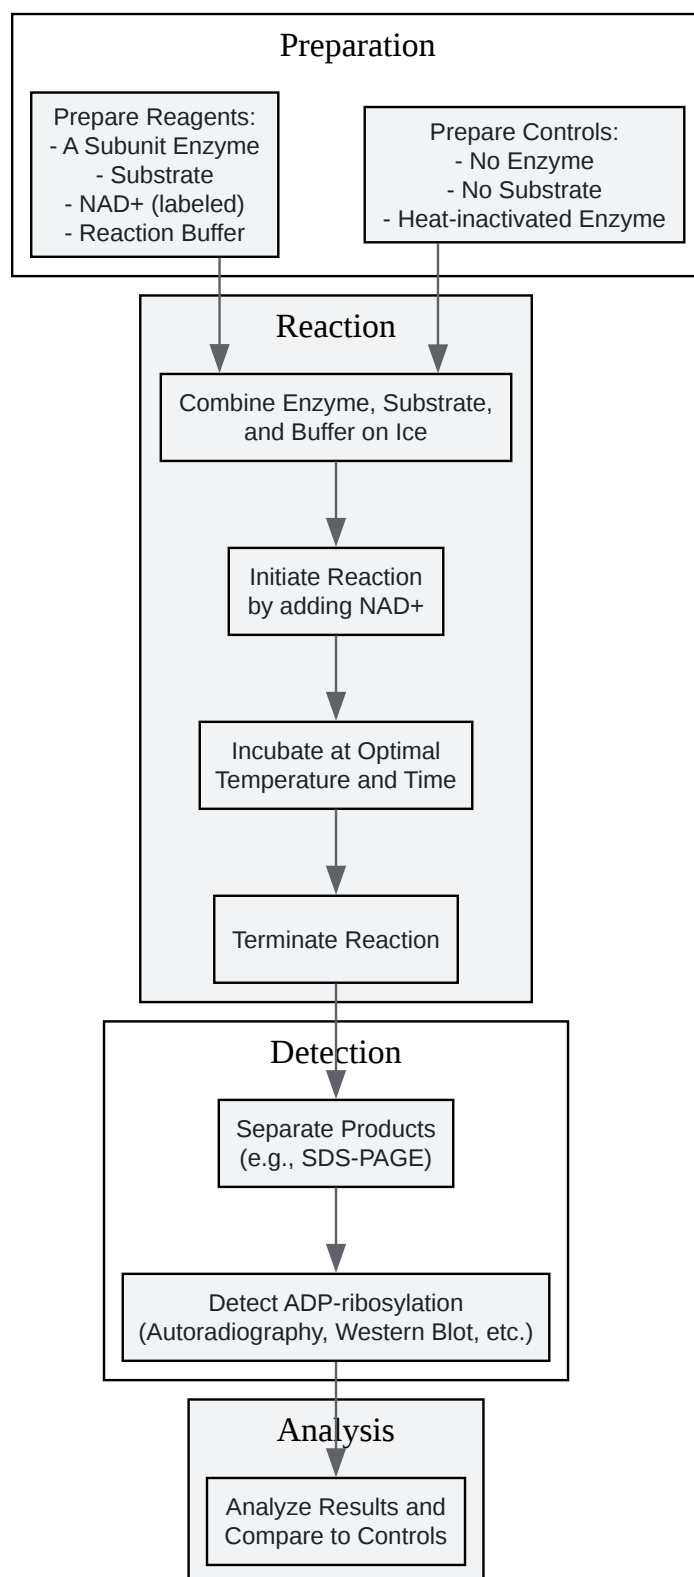 Preparation
Prepare Reagents:
- A Subunit Enzyme
- Substrate
- NAD+ (labeled)
- Reaction Buffer
Prepare Controls:
- No Enzyme
- No Substrate
- Heat-inactivated Enzyme
Reaction
Combine Enzyme, Substrate,
and Buffer on Ice
Initiate Reaction
by adding NAD+
Incubate at Optimal
Temperature and Time
Terminate Reaction
Detection
Separate Products
(e.g., SDS-PAGE)
Detect ADP-ribosylation
(Autoradiography, Western Blot, etc.)
Analysis
Analyze Results and
Compare to Controls